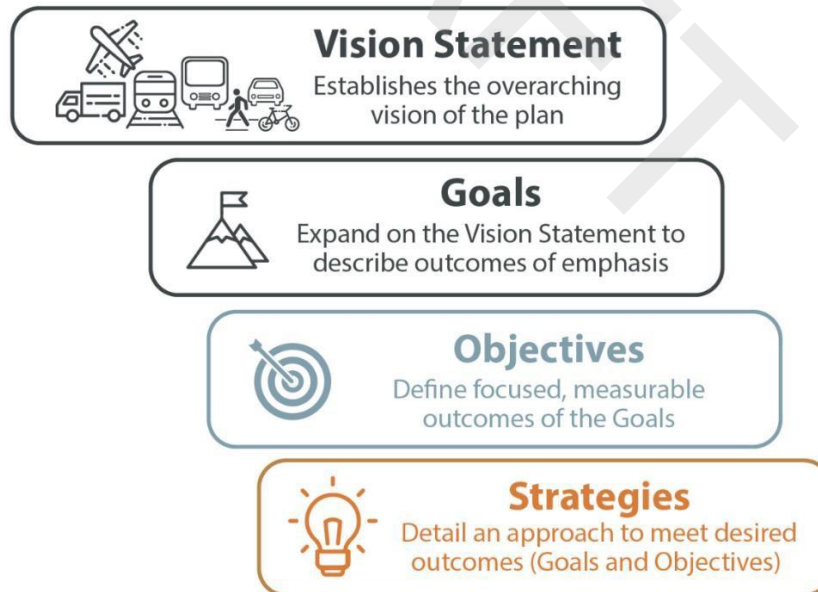 Vision Statement
Establishes the overarching
vision of the plan
Goals
Expand on the Vision Statement to
describe outcomes of emphasis
Objectives
Define focused, measurable
outcomes of the Goals
Strategies
Detail an approach to meet desired
outcomes (Goals and Objectives)